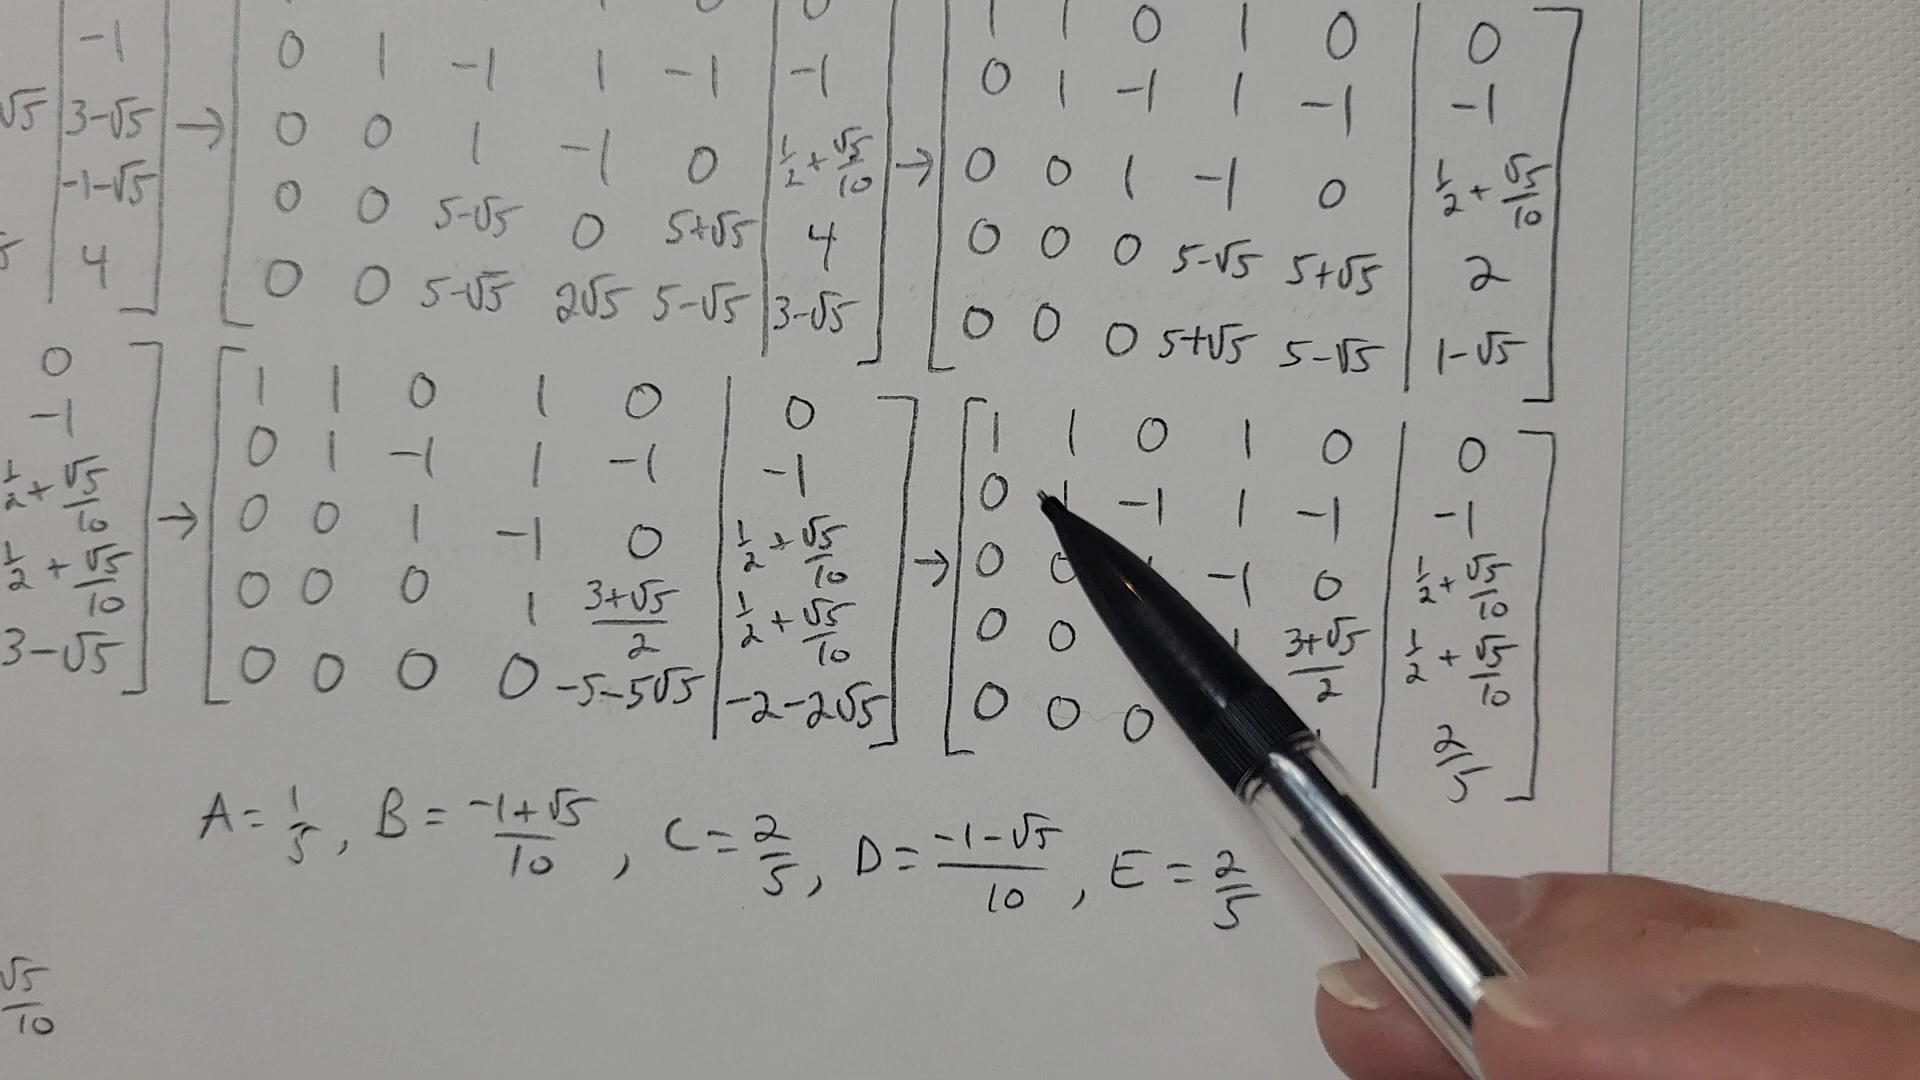 -1 0 1 -1 1 -1 -1 1 1 0 1 0 0
√5 3-√5 → 0 0 1 -1 0 1/2+√5/10 → 0 1 -1 1 -1 -1
-1-√5 0 0 5-√5 0 5+√5 4 0 0 1 -1 0 1/2+√5/10
4 0 0 5-√5 2√5 5-√5 3-√5 0 0 0 5-√5 5+√5 2
0 0 0 5+√5 5-√5 1-√5
0 1 1 0 1 0 0 1 1 0 1 0 0
-1 0 1 -1 1 -1 -1 0 1 -1 1 -1 -1
1/2+√5/10 → 0 0 1 -1 0 1/2+√5/10 → 0 0 -1 0 1/2+√5/10
1/2+√5/10 0 0 0 1 3+√5/2 1/2+√5/10 0 0 3+√5/2 1/2+√5/10
3-√5 0 0 0 0 -5-5√5 -2-2√5 0 0 0 2/5
A=1/5, B=-1+√5/10, C=2/5, D=-1-√5/10, E=2/5
√5/10